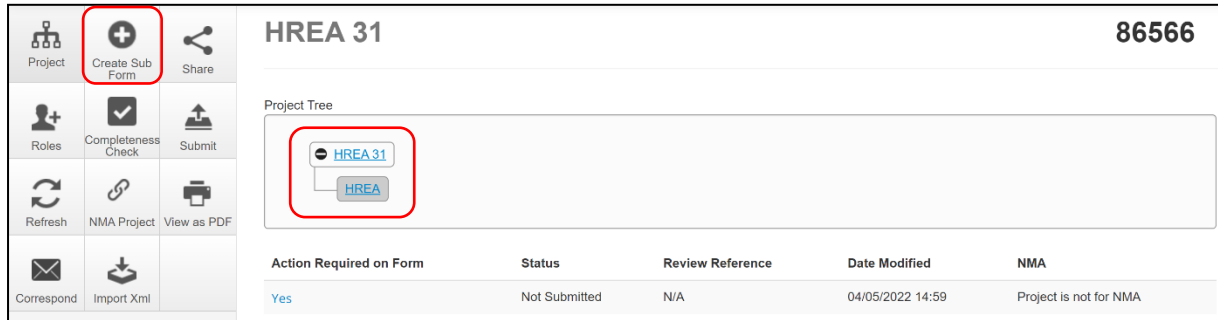 Project
Create Sub
Form
Share
Roles
Completeness
Check
Submit
Refresh
NMA Project
View as PDF
Correspond
Import Xml
HREA 31
86566
Project Tree
HREA 31
HREA
Action Required on Form Status Review Reference Date Modified NMA
Yes Not Submitted N/A 04/05/2022 14:59 Project is not for NMA